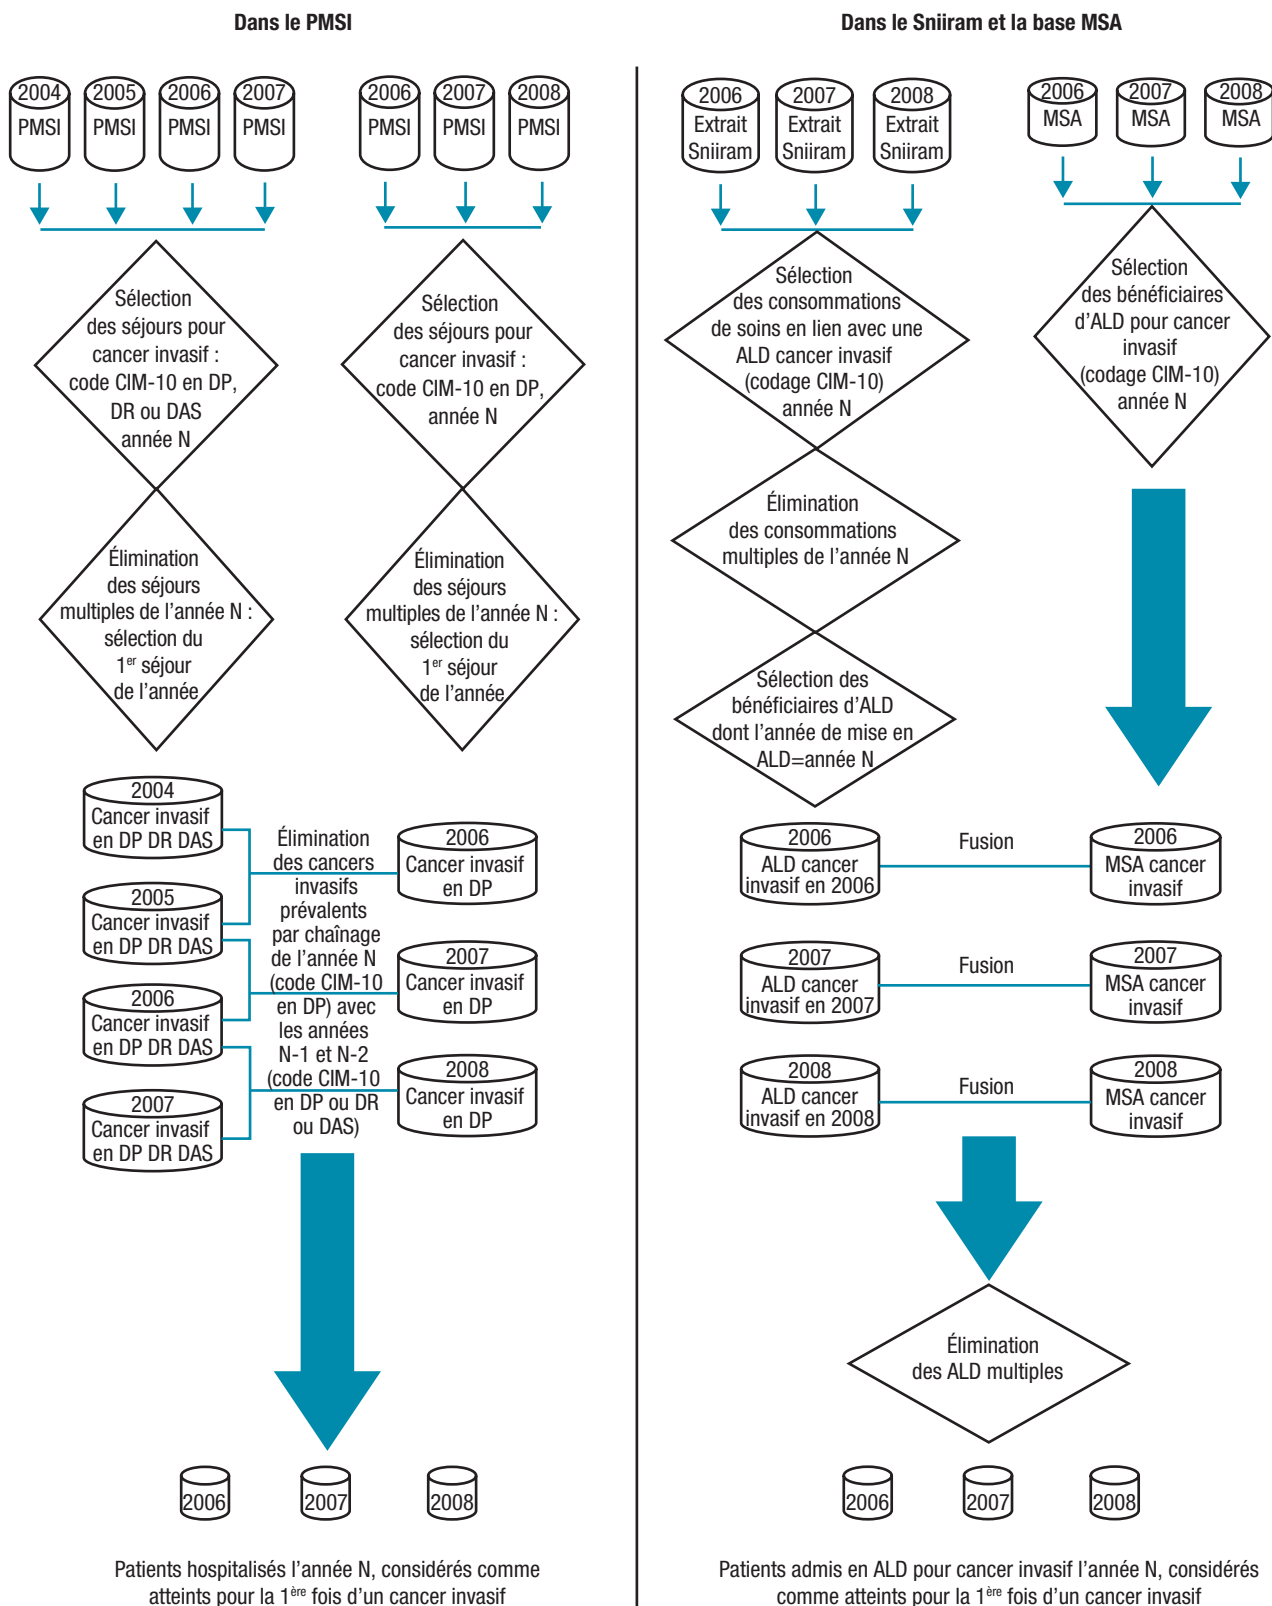 Dans le PMSI
2004
PMSI
2005
PMSI
2006
PMSI
2007
PMSI
2006
PMSI
2007
PMSI
2008
PMSI
Sélection
des séjours pour
cancer invasif :
code CIM-10 en DP,
DR ou DAS
année N
Sélection
des séjours pour
cancer invasif :
code CIM-10 en DP,
année N
Élimination
des séjours
multiples de l'année N :
sélection du
1er séjour
de l'année
Élimination
des séjours
multiples de l'année N :
sélection du
1er séjour
de l'année
2004
Cancer invasif
en DP DR DAS
2005
Cancer invasif
en DP DR DAS
2006
Cancer invasif
en DP DR DAS
2007
Cancer invasif
en DP DR DAS
Élimination
des cancers
invasifs
prévalents
par chaînage
de l'année N
(code CIM-10
en DP) avec
les années
N-1 et N-2
(code CIM-10
en DP ou DR
ou DAS)
2006
Cancer invasif
en DP
2007
Cancer invasif
en DP
2008
Cancer invasif
en DP
2006
2007
2008
Patients hospitalisés l'année N, considérés comme
atteints pour la 1ère fois d'un cancer invasif
Dans le Sniiram et la base MSA
2006
Extrait
Sniiram
2007
Extrait
Sniiram
2008
Extrait
Sniiram
2006
MSA
2007
MSA
2008
MSA
Sélection
des consommations
de soins en lien avec une
ALD cancer invasif
(codage CIM-10)
année N
Sélection
des bénéficiaires
d'ALD pour cancer
invasif
(codage CIM-10)
année N
Élimination
des consommations
multiples de l'année N
Sélection des
bénéficiaires d'ALD
dont l'année de mise en
ALD=année N
2006
ALD cancer
invasif en 2006
Fusion
2006
MSA cancer
invasif
2007
ALD cancer
invasif en 2007
Fusion
2007
MSA cancer
invasif
2008
ALD cancer
invasif en 2008
Fusion
2008
MSA cancer
invasif
Élimination
des ALD multiples
2006
2007
2008
Patients admis en ALD pour cancer invasif l'année N, considérés
comme atteints pour la 1ère fois d'un cancer invasif